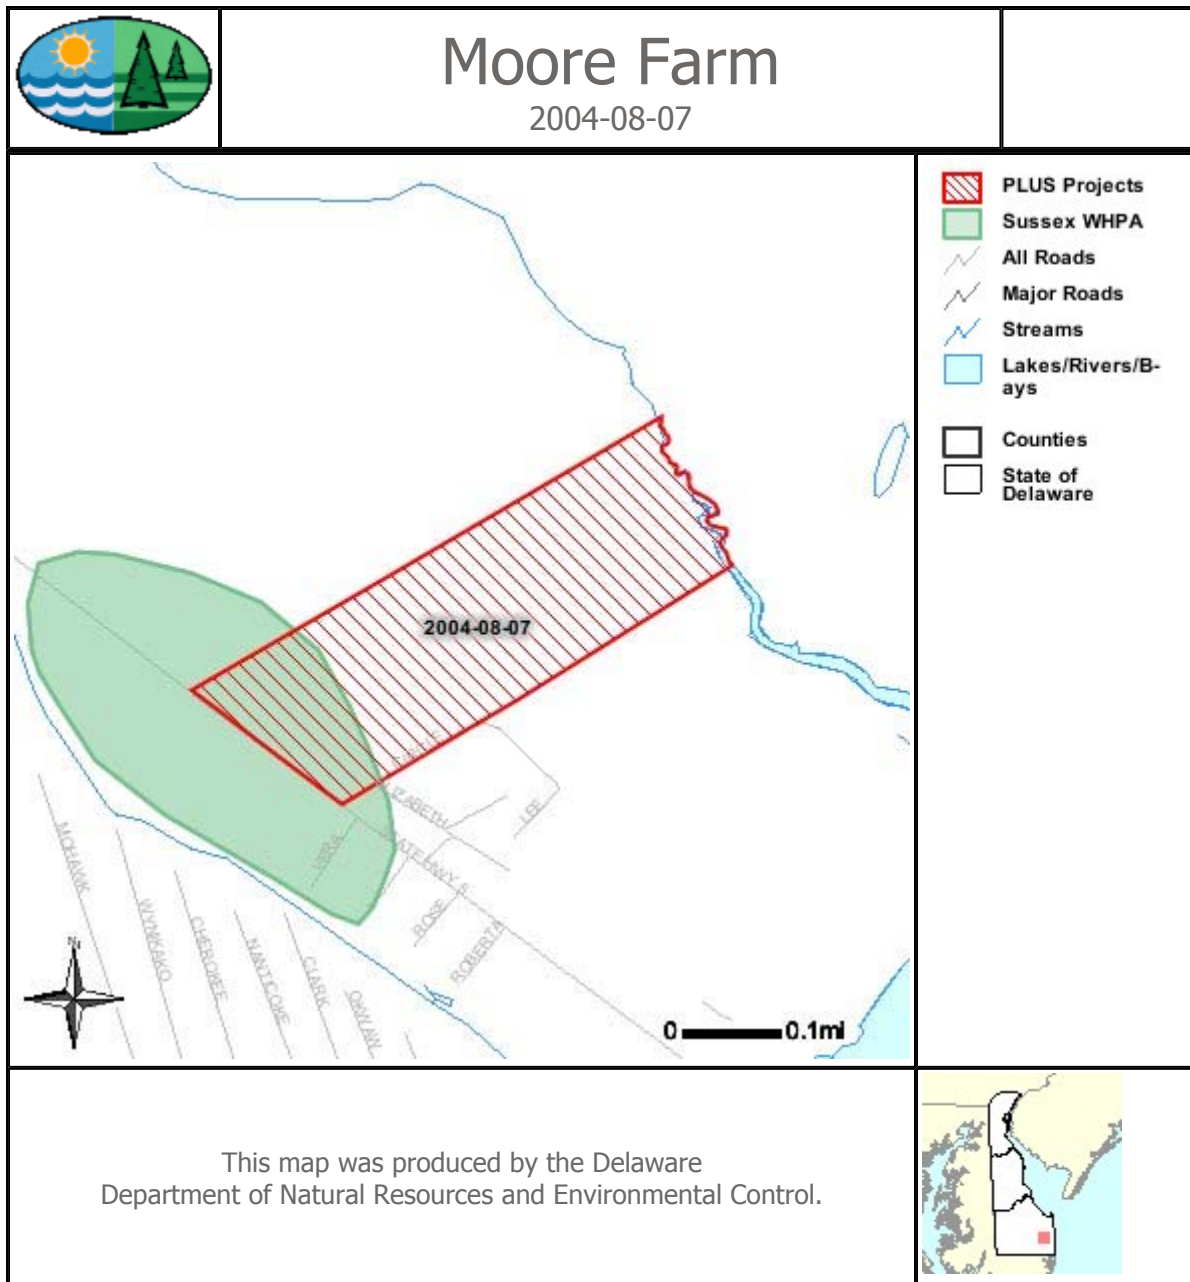 Moore Farm
2004-08-07
PLUS Projects
Sussex WHPA
All Roads
Major Roads
Streams
Lakes/Rivers/B-
ays
Counties
State of
Delaware
2004-08-07
LEE
ROSE
ROBERTA
MOHAWK
WYNKAKO
CHEROKEE
NANTICOKE
CLARK
N
0 0.1mi
This map was produced by the Delaware
Department of Natural Resources and Environmental Control.